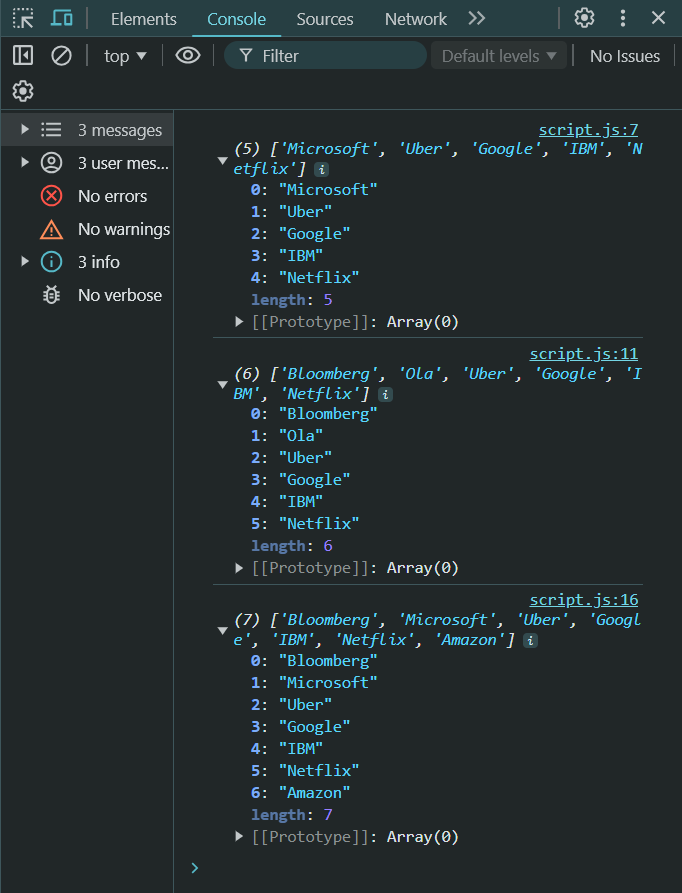 Elements Console Sources Network
top Filter Default levels No Issues
3 messages
3 user mes...
No errors
No warnings
3 info
No verbose
script.js:7
(5) ['Microsoft', 'Uber', 'Google', 'IBM', 'N
etflix'] i
0: "Microsoft"
1: "Uber"
2: "Google"
3: "IBM"
4: "Netflix"
length: 5
[[Prototype]]: Array(0)
script.js:11
(6) ['Bloomberg', 'Ola', 'Uber', 'Google', 'I
BM', 'Netflix'] i
0: "Bloomberg"
1: "Ola"
2: "Uber"
3: "Google"
4: "IBM"
5: "Netflix"
length: 6
[[Prototype]]: Array(0)
script.js:16
(7) ['Bloomberg', 'Microsoft', 'Uber', 'Googl
e', 'IBM', 'Netflix', 'Amazon'] i
0: "Bloomberg"
1: "Microsoft"
2: "Uber"
3: "Google"
4: "IBM"
5: "Netflix"
6: "Amazon"
length: 7
[[Prototype]]: Array(0)